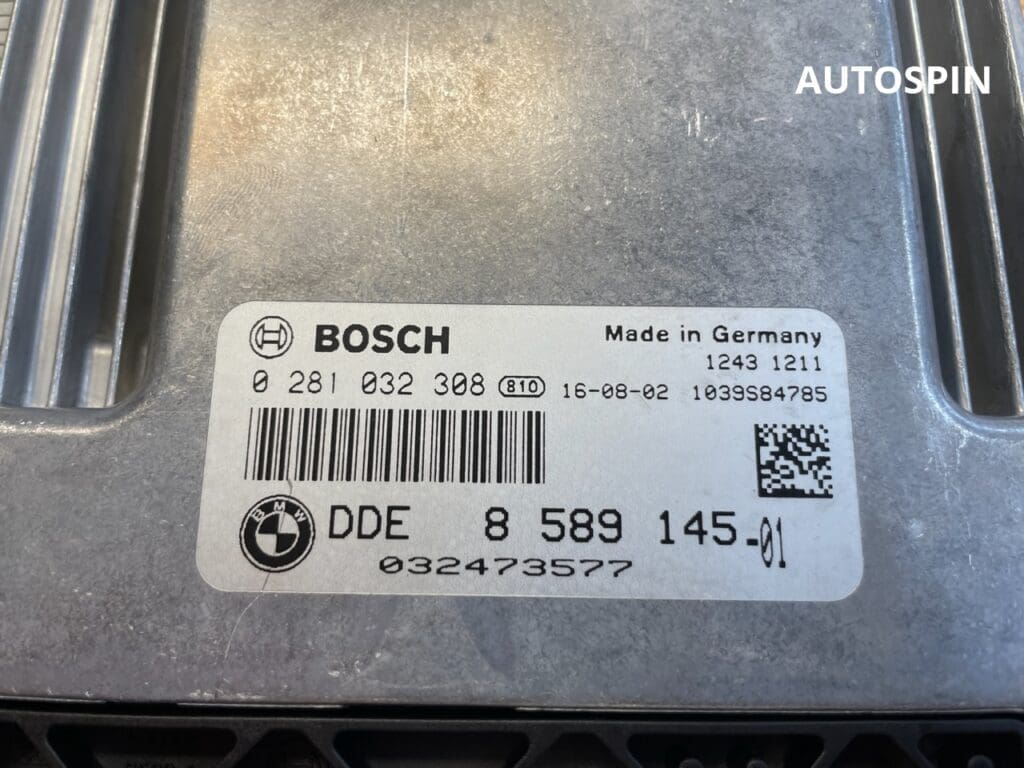 AUTOSPIN
BOSCH
Made in Germany
1243 1211
0 281 032 308 810 16-08-02 1039S84785
BMW
DDE 8 589 145-01
032473577